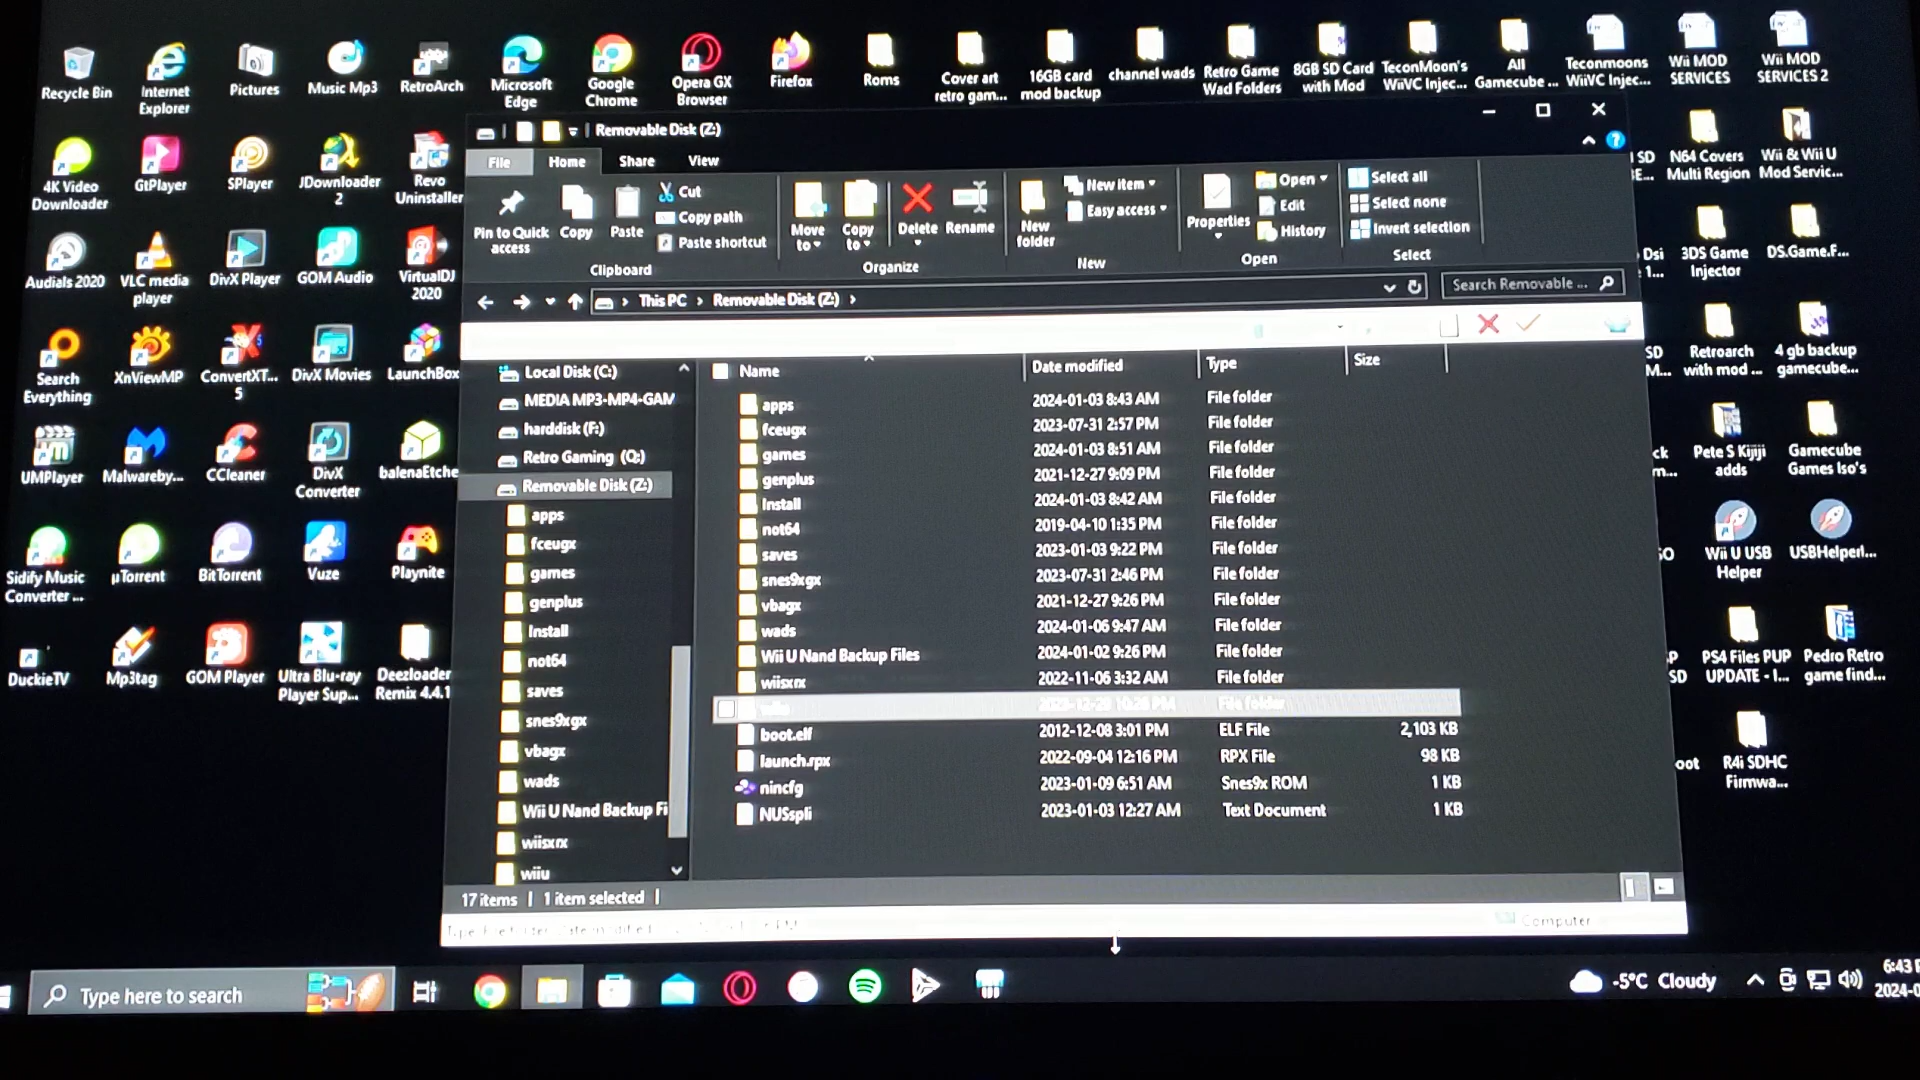 Recycle Bin
Internet
Explorer
Pictures
Music Mp3
RetroArch
Microsoft
Edge
Google
Chrome
Opera GX
Browser
Firefox
Roms
Cover art
retro gam...
16GB card
mod backup
channel wads
Retro Game
Wad Folders
8GB SD Card
with Mod
TeconMoon's
WiiVC Injec...
All
Gamecube ...
Teconmoons
WiiVC Injec...
Wii MOD
SERVICES
Wii MOD
SERVICES 2
4K Video
Downloader
GtPlayer
SPlayer
JDownloader
2
Revo
Uninstaller
N64 Covers
Multi Region
Wii & Wii U
Mod Servic...
Audials 2020
VLC media
player
DivX Player
GOM Audio
VirtualDJ
2020
3DS Game
Injector
DS.Game.F...
Search
Everything
XnViewMP
ConvertXT...
5
DivX Movies
LaunchBox
Retroarch
with mod ...
4 gb backup
gamecube...
UMPlayer
Malwareby...
CCleaner
DivX
Converter
balenaEtche
Pete S Kijiji
adds
Gamecube
Games Iso's
Sidify Music
Converter ...
µTorrent
BitTorrent
Vuze
Playnite
Wii U USB
Helper
USBHelperI...
DuckieTV
Mp3tag
GOM Player
Ultra Blu-ray
Player Sup...
Deezloader
Remix 4.4.1
PS4 Files PUP
UPDATE - I...
Pedro Retro
game find...
R4i SDHC
Firmwa...
SD
E...
Dsi
1...
SD
M...
ck
m...
SD
oot
Removable Disk (Z:)
File Home Share View
Pin to Quick
access
Copy
Paste
Cut
Copy path
Paste shortcut
Clipboard
Move
to
Copy
to
Delete
Rename
Organize
New
folder
New item
Easy access
New
Properties
Open
Edit
History
Open
Select all
Select none
Invert selection
Select
This PC > Removable Disk (Z:) >
Search Removable ...
Local Disk (C:)
MEDIA MP3-MP4-GAM
harddisk (F:)
Retro Gaming (Q:)
Removable Disk (Z:)
apps
fceugx
games
genplus
Install
not64
saves
snes9xgx
vbagx
wads
Wii U Nand Backup Fi
wiisxrx
wiiu
Name Date modified Type Size
apps 2024-01-03 8:43 AM File folder
fceugx 2023-07-31 2:57 PM File folder
games 2024-01-03 8:51 AM File folder
genplus 2021-12-27 9:09 PM File folder
Install 2024-01-03 8:42 AM File folder
not64 2019-04-10 1:35 PM File folder
saves 2023-01-03 9:22 PM File folder
snes9xgx 2023-07-31 2:46 PM File folder
vbagx 2021-12-27 9:26 PM File folder
wads 2024-01-06 9:47 AM File folder
Wii U Nand Backup Files 2024-01-02 9:26 PM File folder
wiisxrx 2022-11-06 3:32 AM File folder
File folder
boot.elf 2012-12-08 3:01 PM ELF File 2,103 KB
launch.rpx 2022-09-04 12:16 PM RPX File 98 KB
nincfg 2023-01-09 6:51 AM Snes9x ROM 1 KB
NUSspli 2023-01-03 12:27 AM Text Document 1 KB
17 items 1 item selected
Computer
Type here to search
-5°C Cloudy
6:43
2024-0